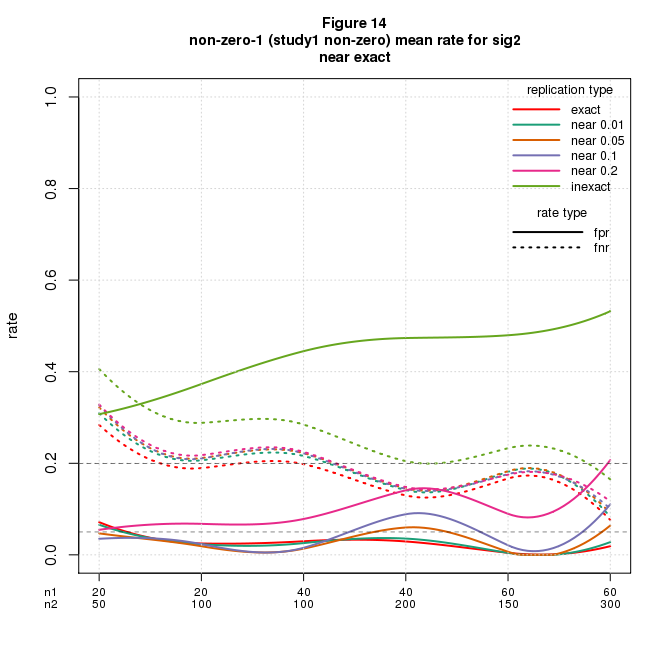 Figure 14
non-zero-1 (study1 non-zero) mean rate for sig2
near exact
replication type
exact
near 0.01
near 0.05
near 0.1
near 0.2
inexact
rate type
fpr
fnr
rate
1.0
0.8
0.6
0.4
0.2
0.0
n1 20 20 40 40 60 60
n2 50 100 100 200 150 300